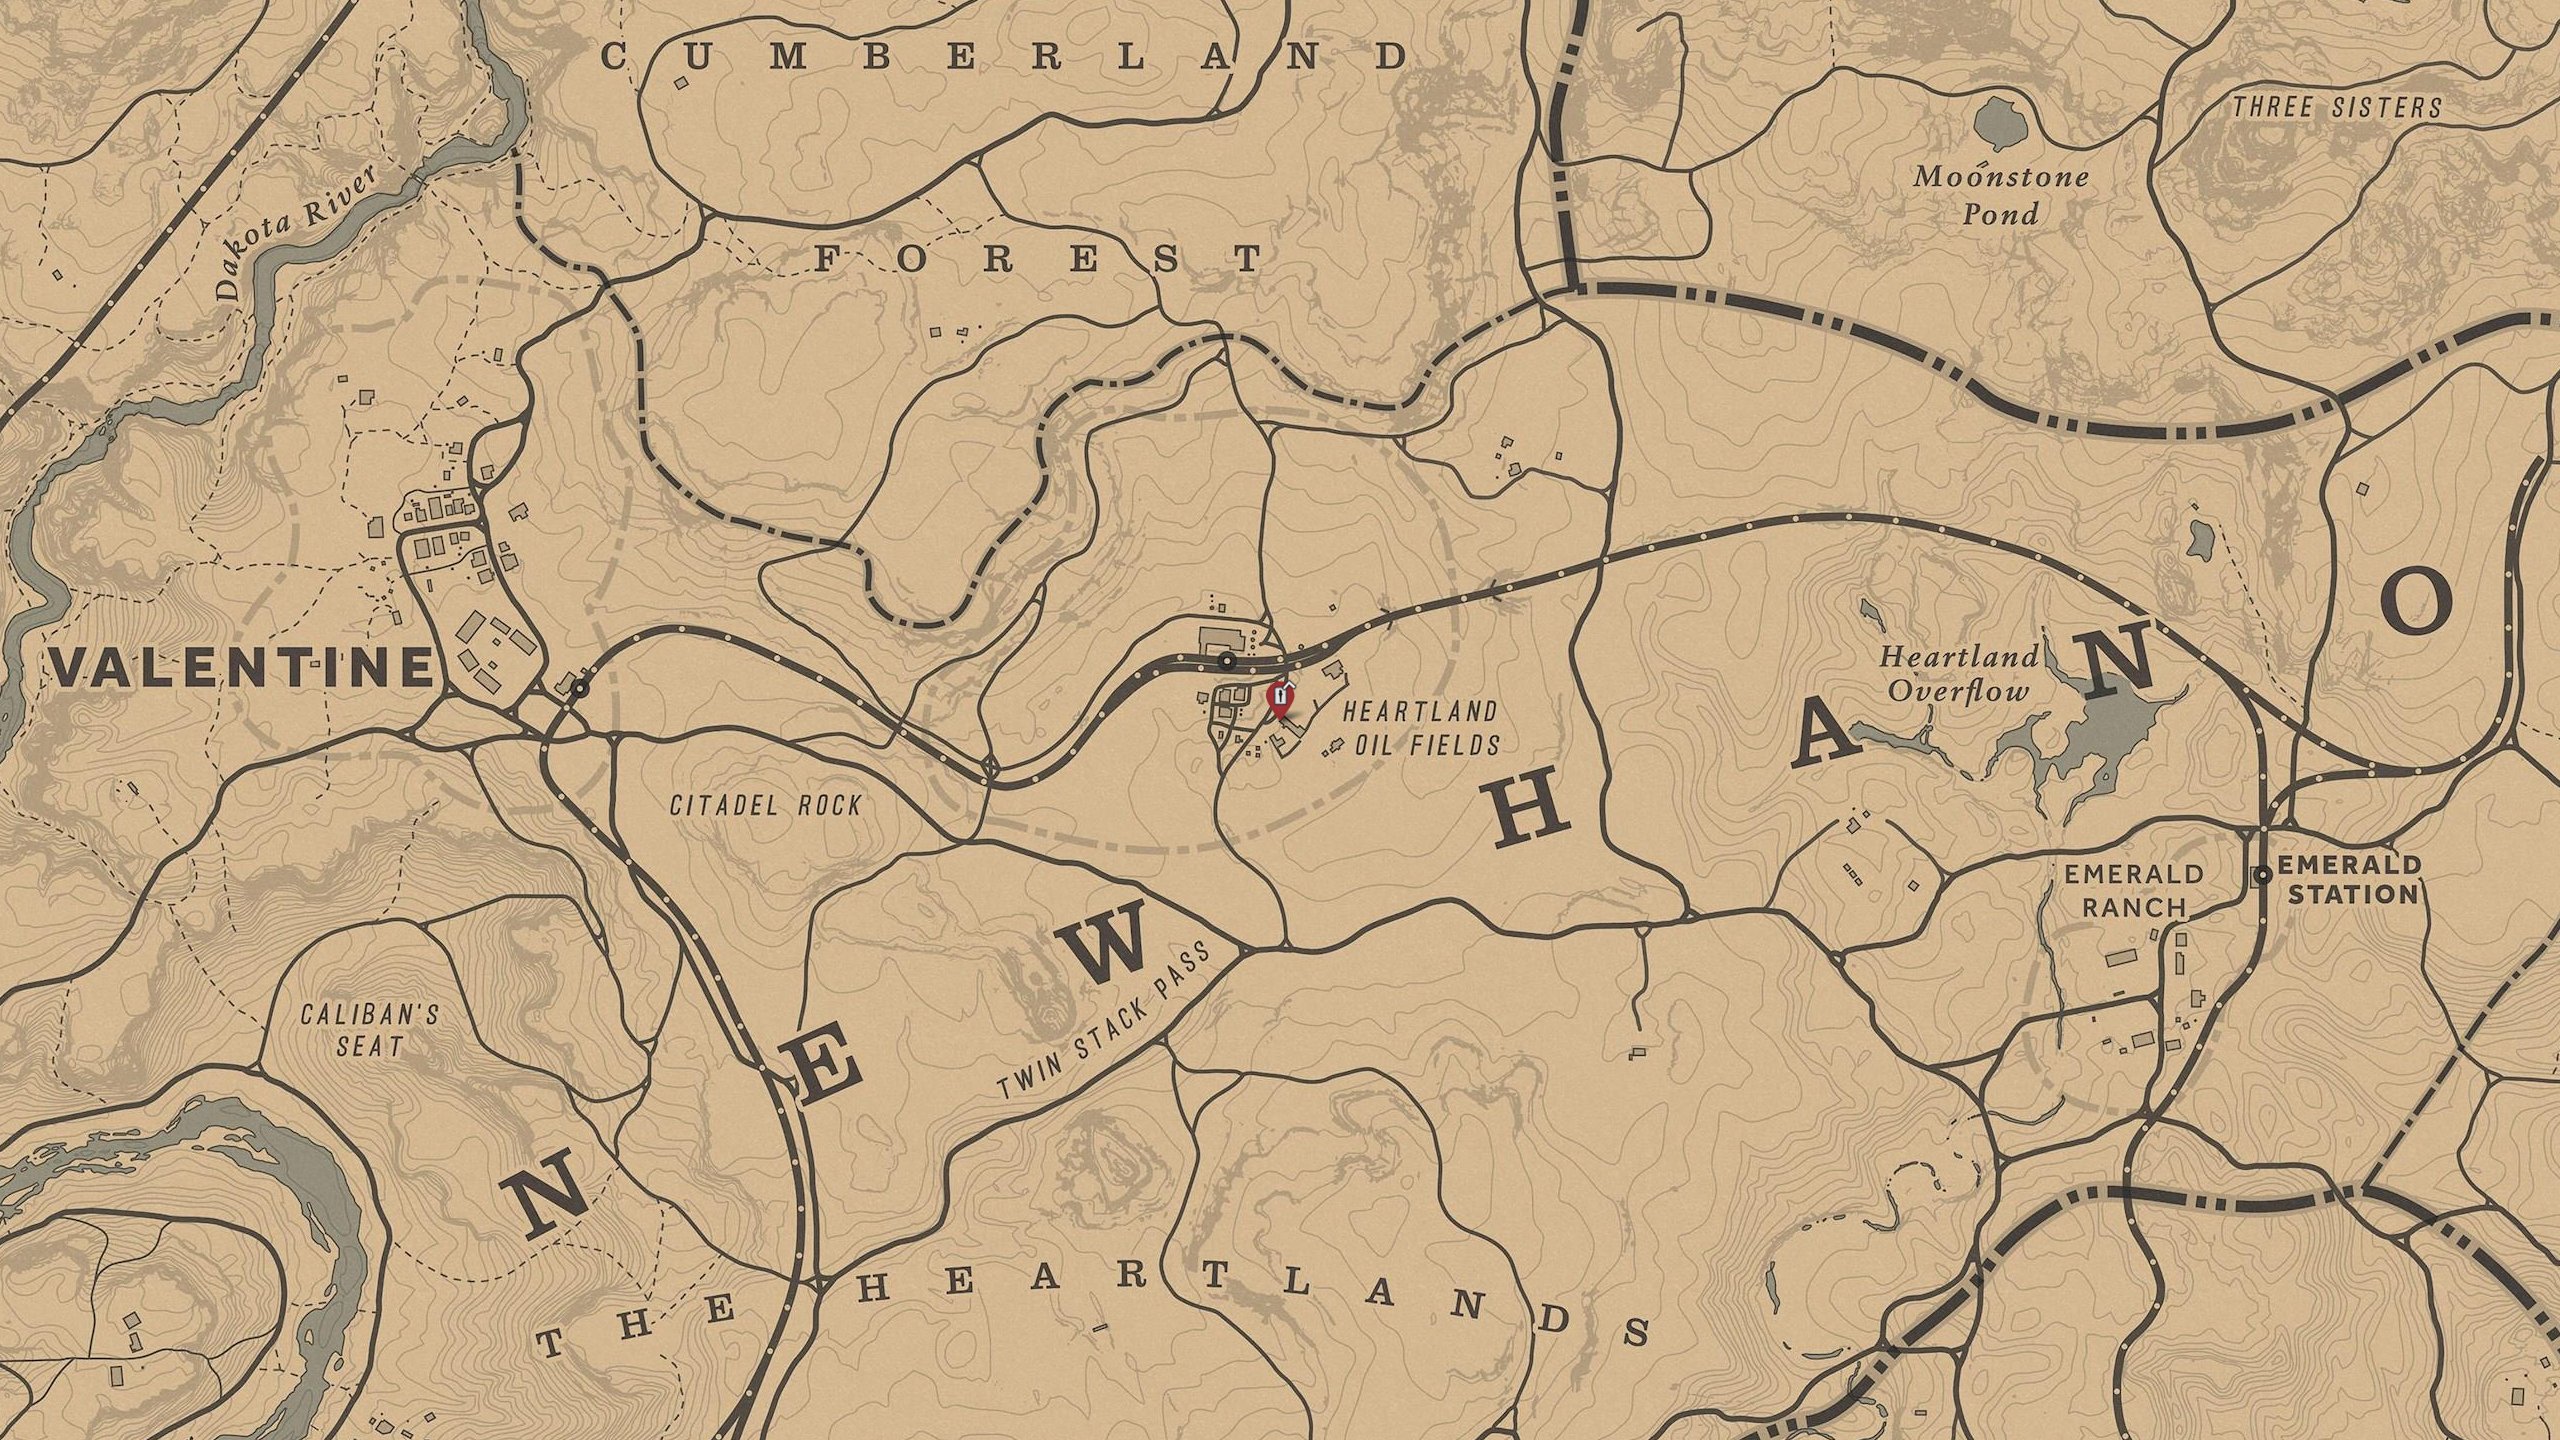 CUMBERLAND
FOREST
THREE SISTERS
Moonstone
Pond
Dakota River
VALENTINE
HEARTLAND
OIL FIELDS
Heartland
Overflow
CITADEL ROCK
EMERALD
RANCH
EMERALD
STATION
CALIBAN'S
SEAT
TWIN STACK PASS
NEW HANO
THE HEARTLANDS